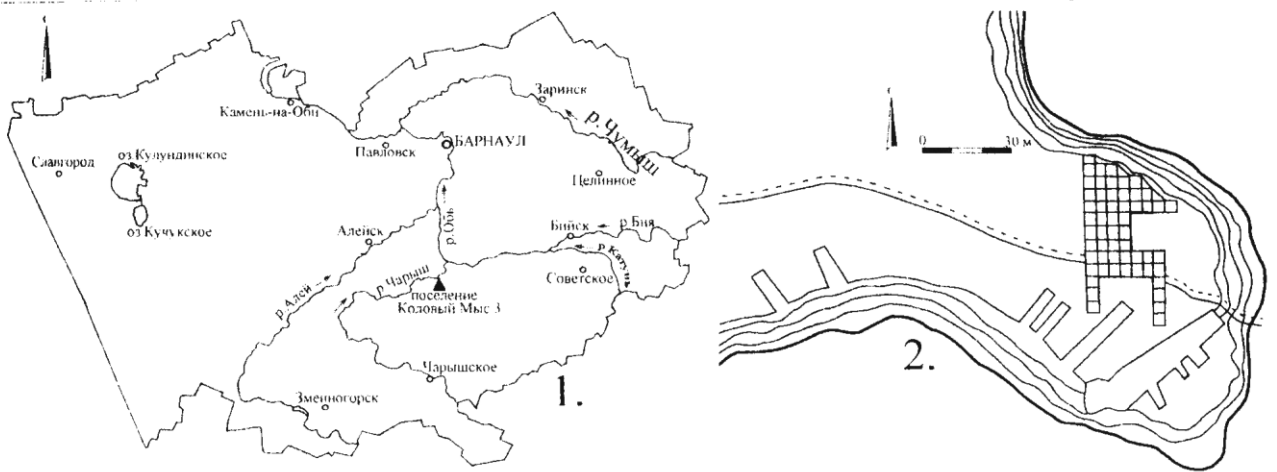 с
Камень-на-Оби
Заринск
р.Чумыш
Павловск
БАРНАУЛ
Славгород
оз Кулундинское
оз Кучукское
Целинное
р.Обь
Алейск
Бийск
р.Бия
р.Катунь
Советское
р.Алей
р.Чарыш
поселение
Коловый Мыс 3
Чарышское
Змеиногорск
1.
с
0 30 м
2.